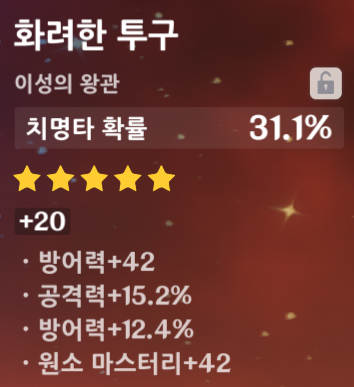 화려한 투구
이성의 왕관
치명타 확률 31.1%
+20
· 방어력+42
· 공격력+15.2%
· 방어력+12.4%
· 원소 마스터리+42